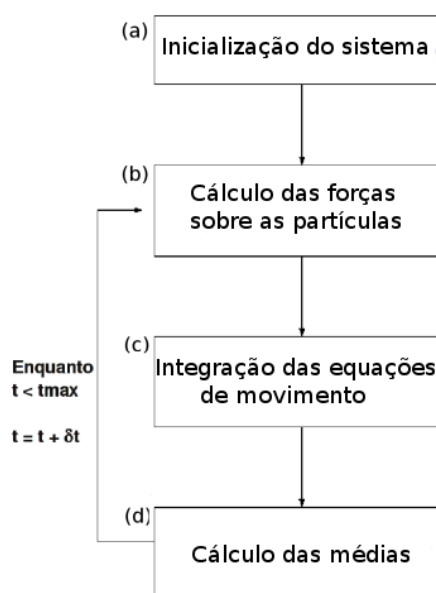 (a)
Inicialização do sistema
(b)
Cálculo das forças
sobre as partículas
(c)
Integração das equações
de movimento
Enquanto
t < tmax
t = t + δt
(d)
Cálculo das médias